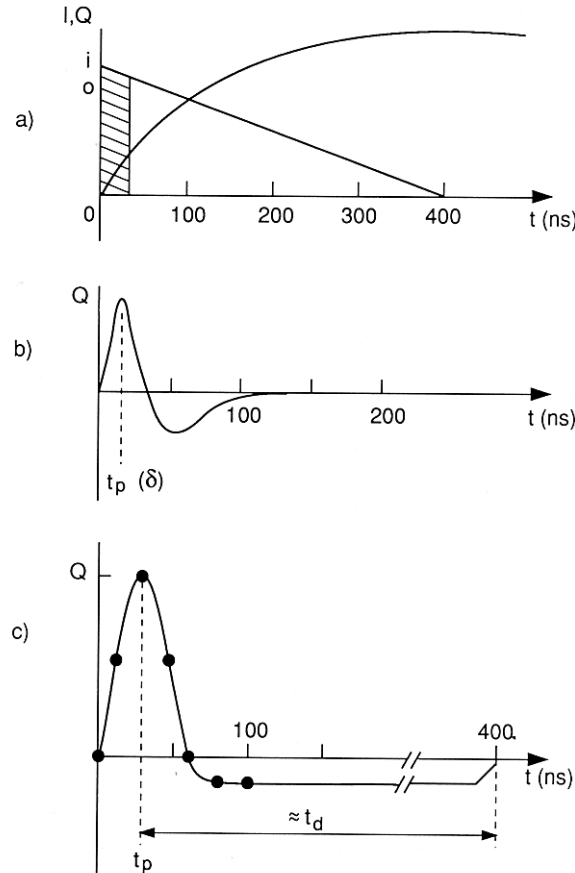 I,Q
i
o
a)
0
100
200
300
400
t (ns)
Q
b)
100
200
t (ns)
tp (δ)
Q
c)
100
400
t (ns)
≈ td
tp